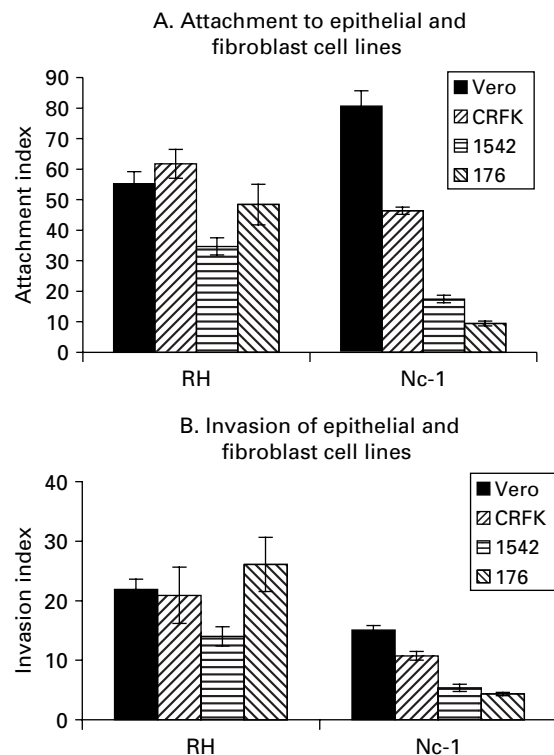 A. Attachment to epithelial and
fibroblast cell lines
Attachment index
90
80
70
60
50
40
30
20
10
0
Vero
CRFK
1542
176
RH
Nc-1
B. Invasion of epithelial and
fibroblast cell lines
Invasion index
40
30
20
10
0
Vero
CRFK
1542
176
RH
Nc-1